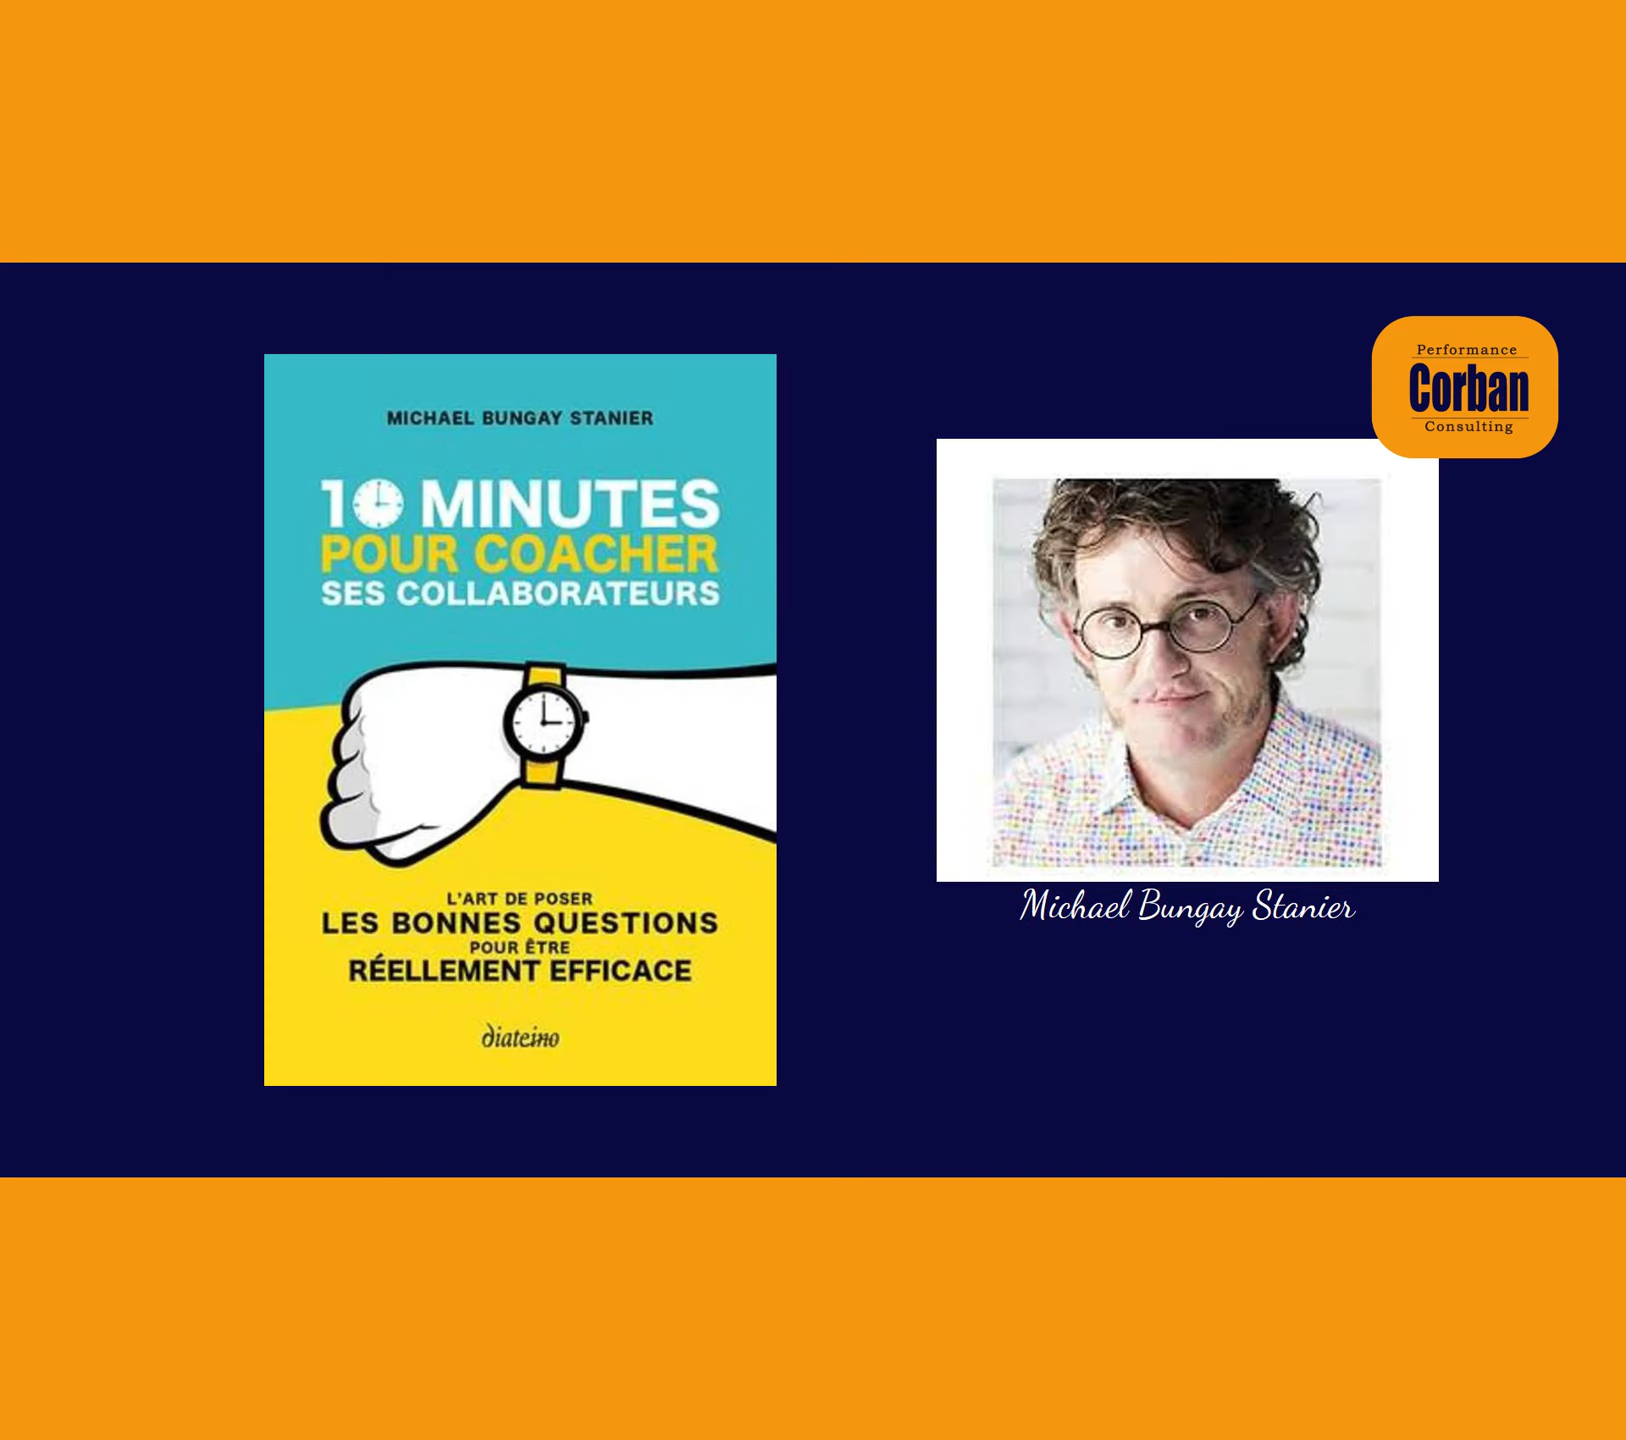 MICHAEL BUNGAY STANIER
10 MINUTES
POUR COACHER
SES COLLABORATEURS
L'ART DE POSER
LES BONNES QUESTIONS
POUR ÊTRE
RÉELLEMENT EFFICACE
diateino
Performance
Corban
Consulting
Michael Bungay Stanier